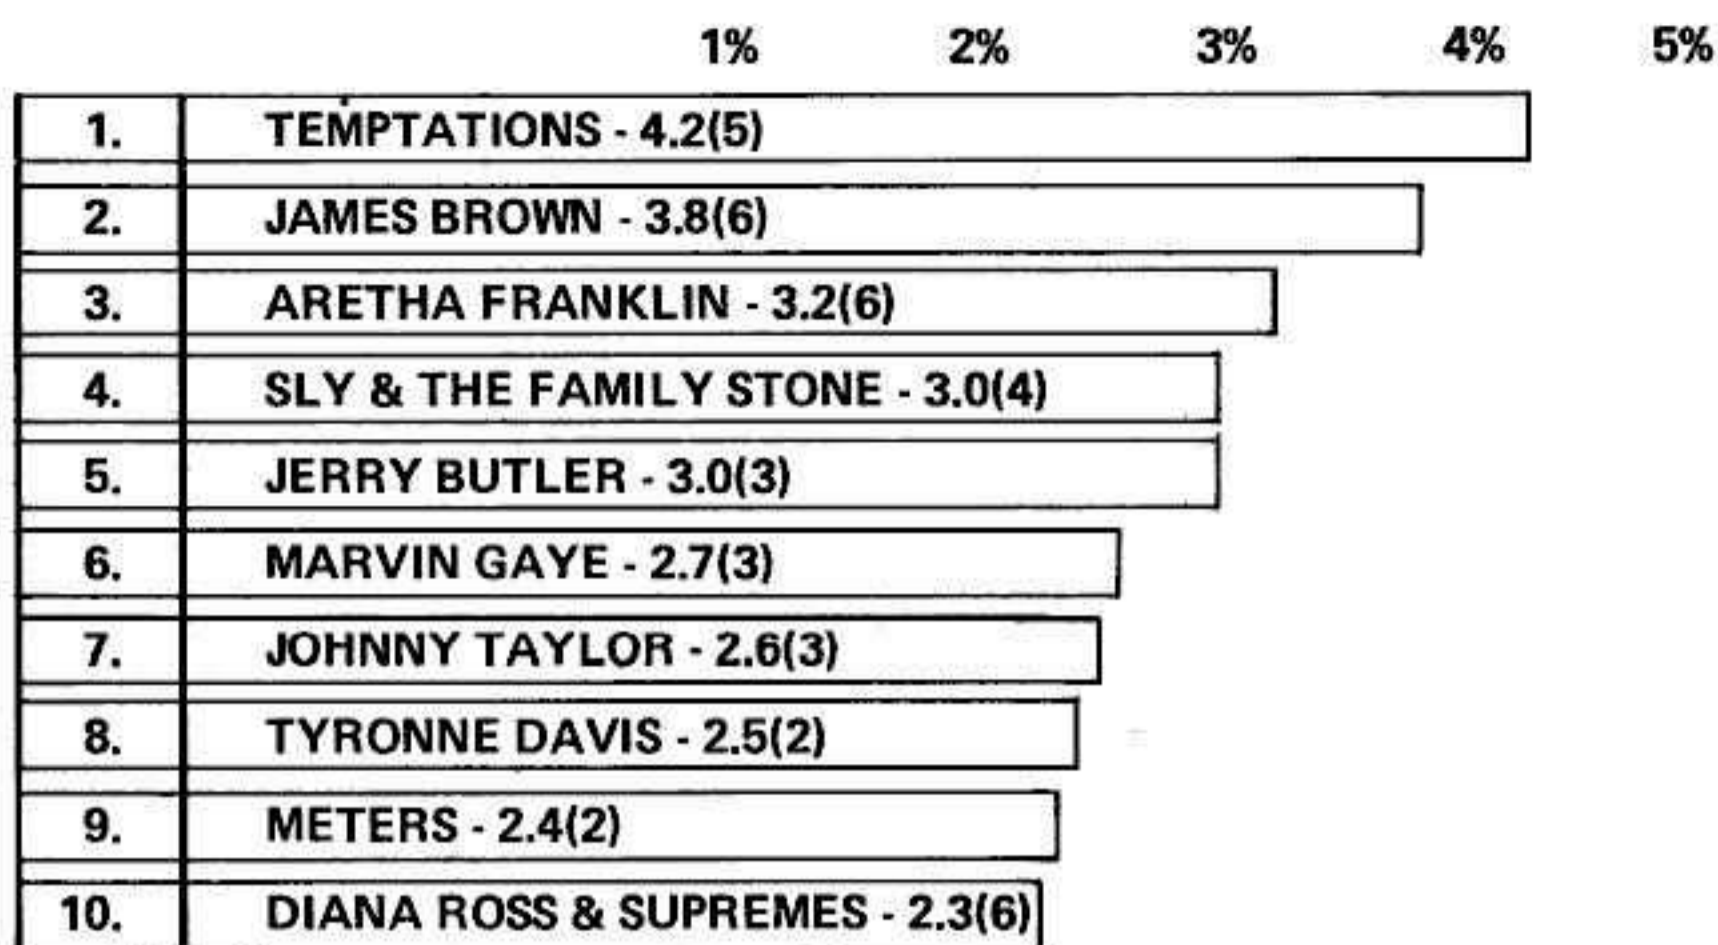 1% 2% 3% 4% 5%
1. TEMPTATIONS - 4.2(5)
2. JAMES BROWN - 3.8(6)
3. ARETHA FRANKLIN - 3.2(6)
4. SLY & THE FAMILY STONE - 3.0(4)
5. JERRY BUTLER - 3.0(3)
6. MARVIN GAYE - 2.7(3)
7. JOHNNY TAYLOR - 2.6(3)
8. TYRONNE DAVIS - 2.5(2)
9. METERS - 2.4(2)
10. DIANA ROSS & SUPREMES - 2.3(6)